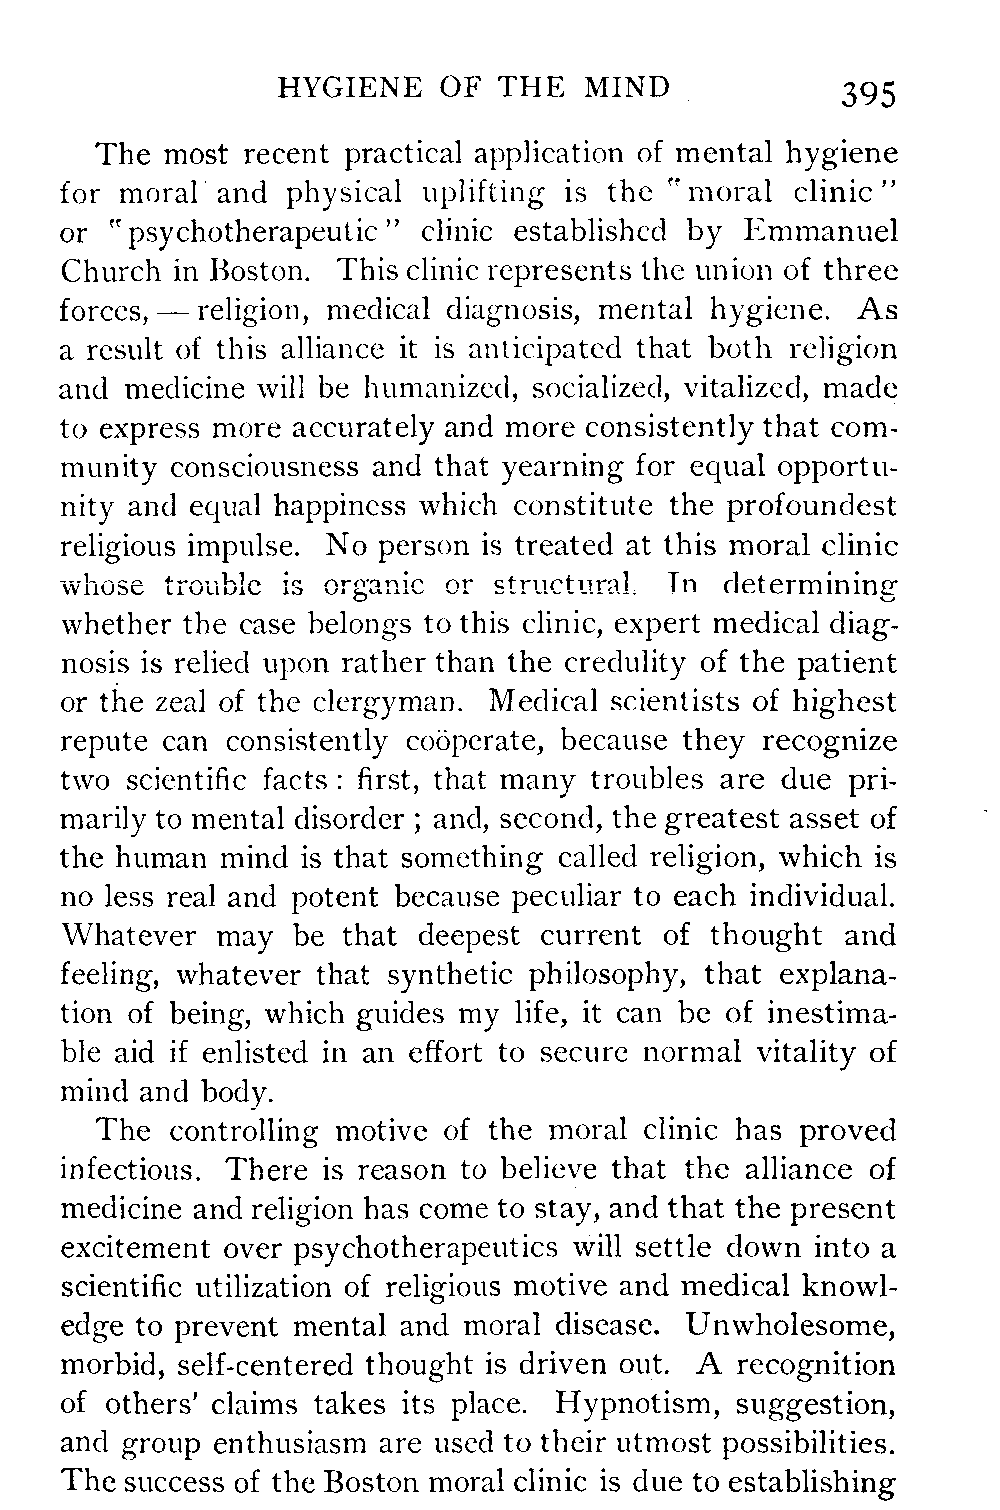 HYGIENE OF THE MIND 395
The most recent practical application of mental hygiene
for moral and physical uplifting is the "moral clinic"
or "psychotherapeutic" clinic established by Emmanuel
Church in Boston. This clinic represents the union of three
forces, — religion, medical diagnosis, mental hygiene. As
a result of this alliance it is anticipated that both religion
and medicine will be humanized, socialized, vitalized, made
to express more accurately and more consistently that com-
munity consciousness and that yearning for equal opportu-
nity and equal happiness which constitute the profoundest
religious impulse. No person is treated at this moral clinic
whose trouble is organic or structural. In determining
whether the case belongs to this clinic, expert medical diag-
nosis is relied upon rather than the credulity of the patient
or the zeal of the clergyman. Medical scientists of highest
repute can consistently coöperate, because they recognize
two scientific facts : first, that many troubles are due pri-
marily to mental disorder ; and, second, the greatest asset of
the human mind is that something called religion, which is
no less real and potent because peculiar to each individual.
Whatever may be that deepest current of thought and
feeling, whatever that synthetic philosophy, that explana-
tion of being, which guides my life, it can be of inestima-
ble aid if enlisted in an effort to secure normal vitality of
mind and body.
The controlling motive of the moral clinic has proved
infectious. There is reason to believe that the alliance of
medicine and religion has come to stay, and that the present
excitement over psychotherapeutics will settle down into a
scientific utilization of religious motive and medical knowl-
edge to prevent mental and moral disease. Unwholesome,
morbid, self-centered thought is driven out. A recognition
of others' claims takes its place. Hypnotism, suggestion,
and group enthusiasm are used to their utmost possibilities.
The success of the Boston moral clinic is due to establishing